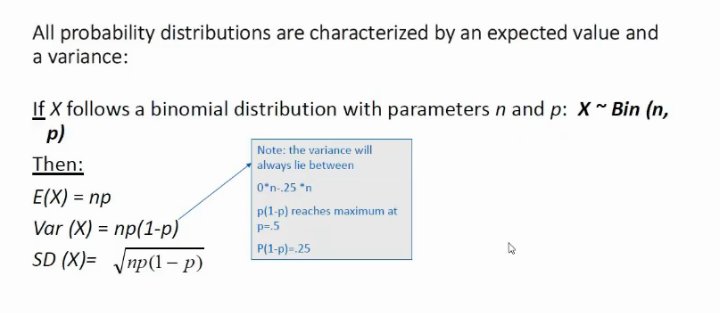 All probability distributions are characterized by an expected value and
a variance:
If X follows a binomial distribution with parameters n and p: X ~ Bin (n,
p)
Then:
E(X) = np
Var (X) = np(1-p)
SD (X)= √np(1 – p)
Note: the variance will
always lie between
0*n-.25 *n
p(1-p) reaches maximum at
p=.5
P(1-p)=.25